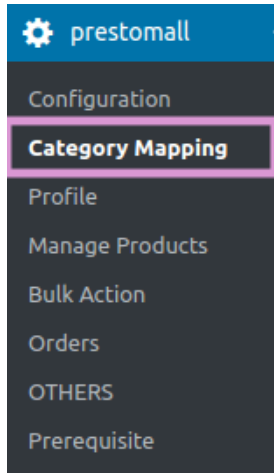 prestomall
Configuration
Category Mapping
Profile
Manage Products
Bulk Action
Orders
OTHERS
Prerequisite